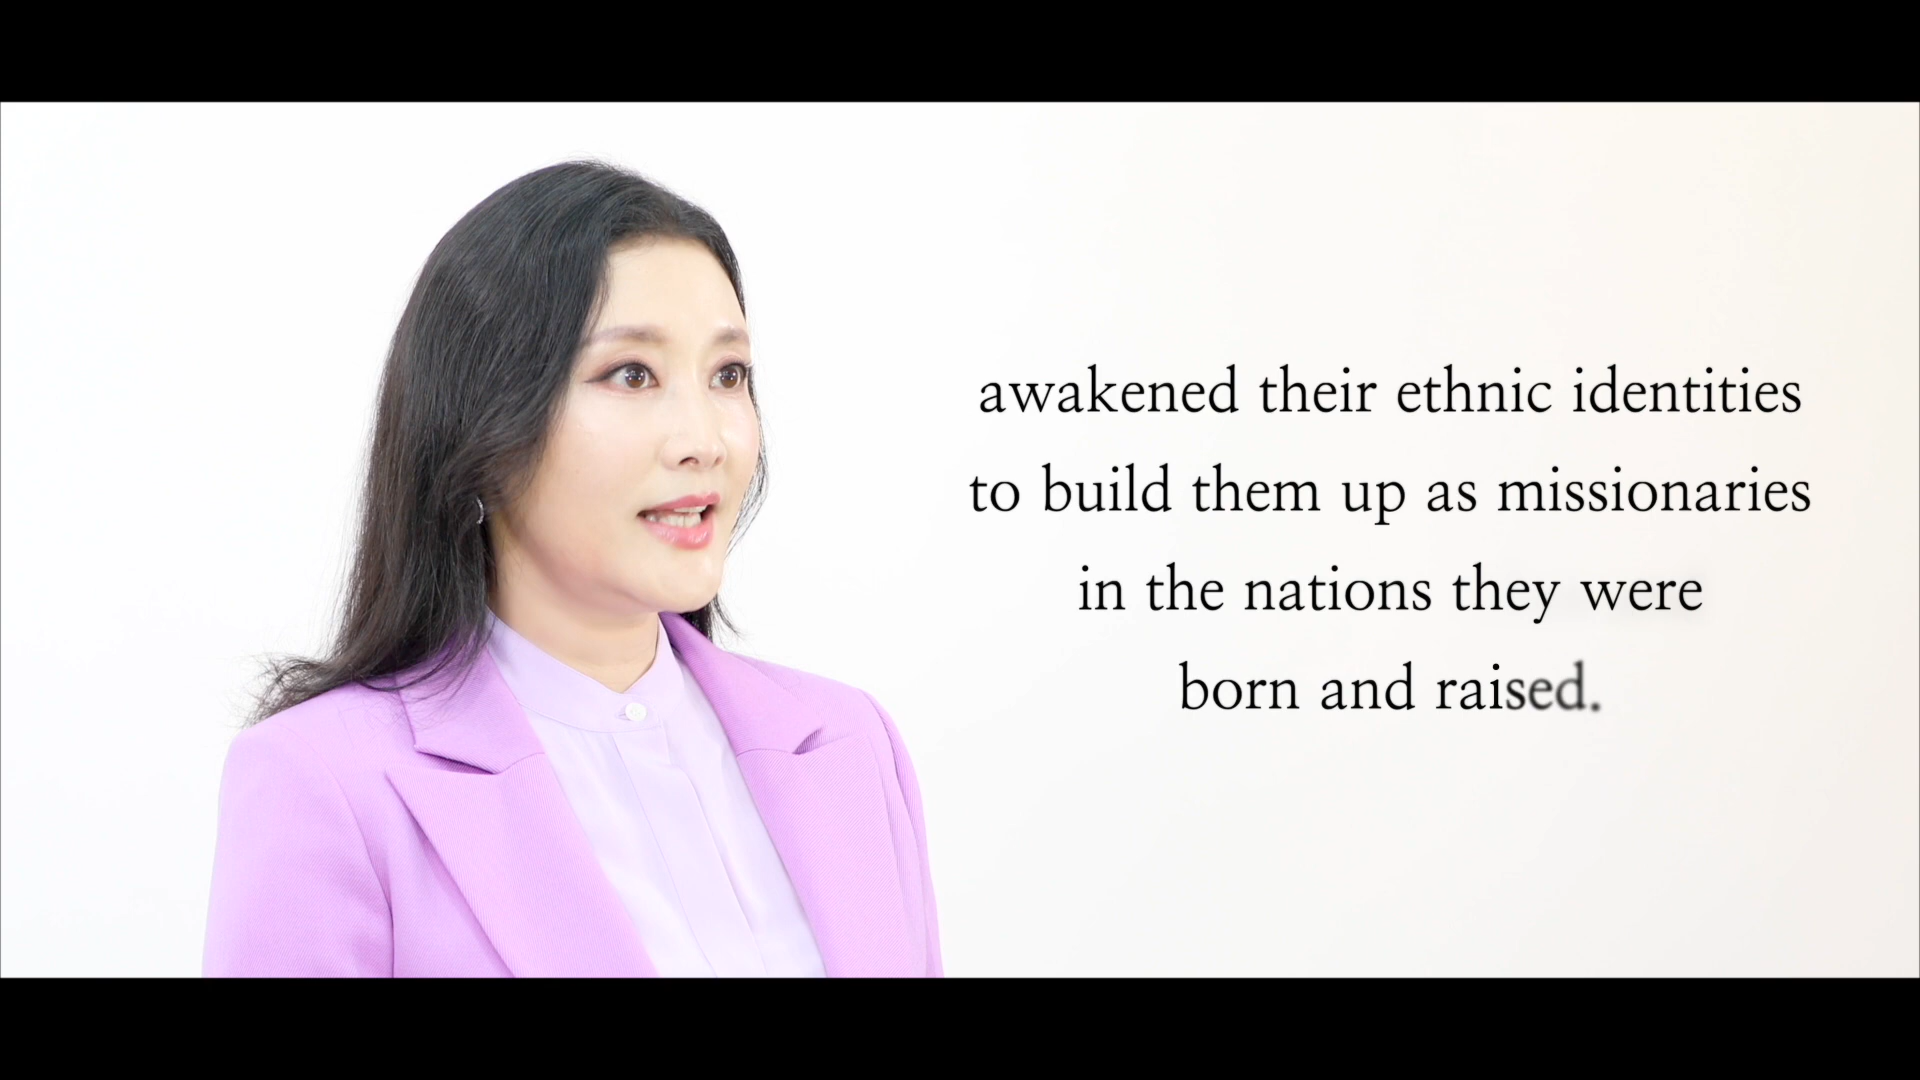 awakened their ethnic identities
to build them up as missionaries
in the nations they were
born and raised.